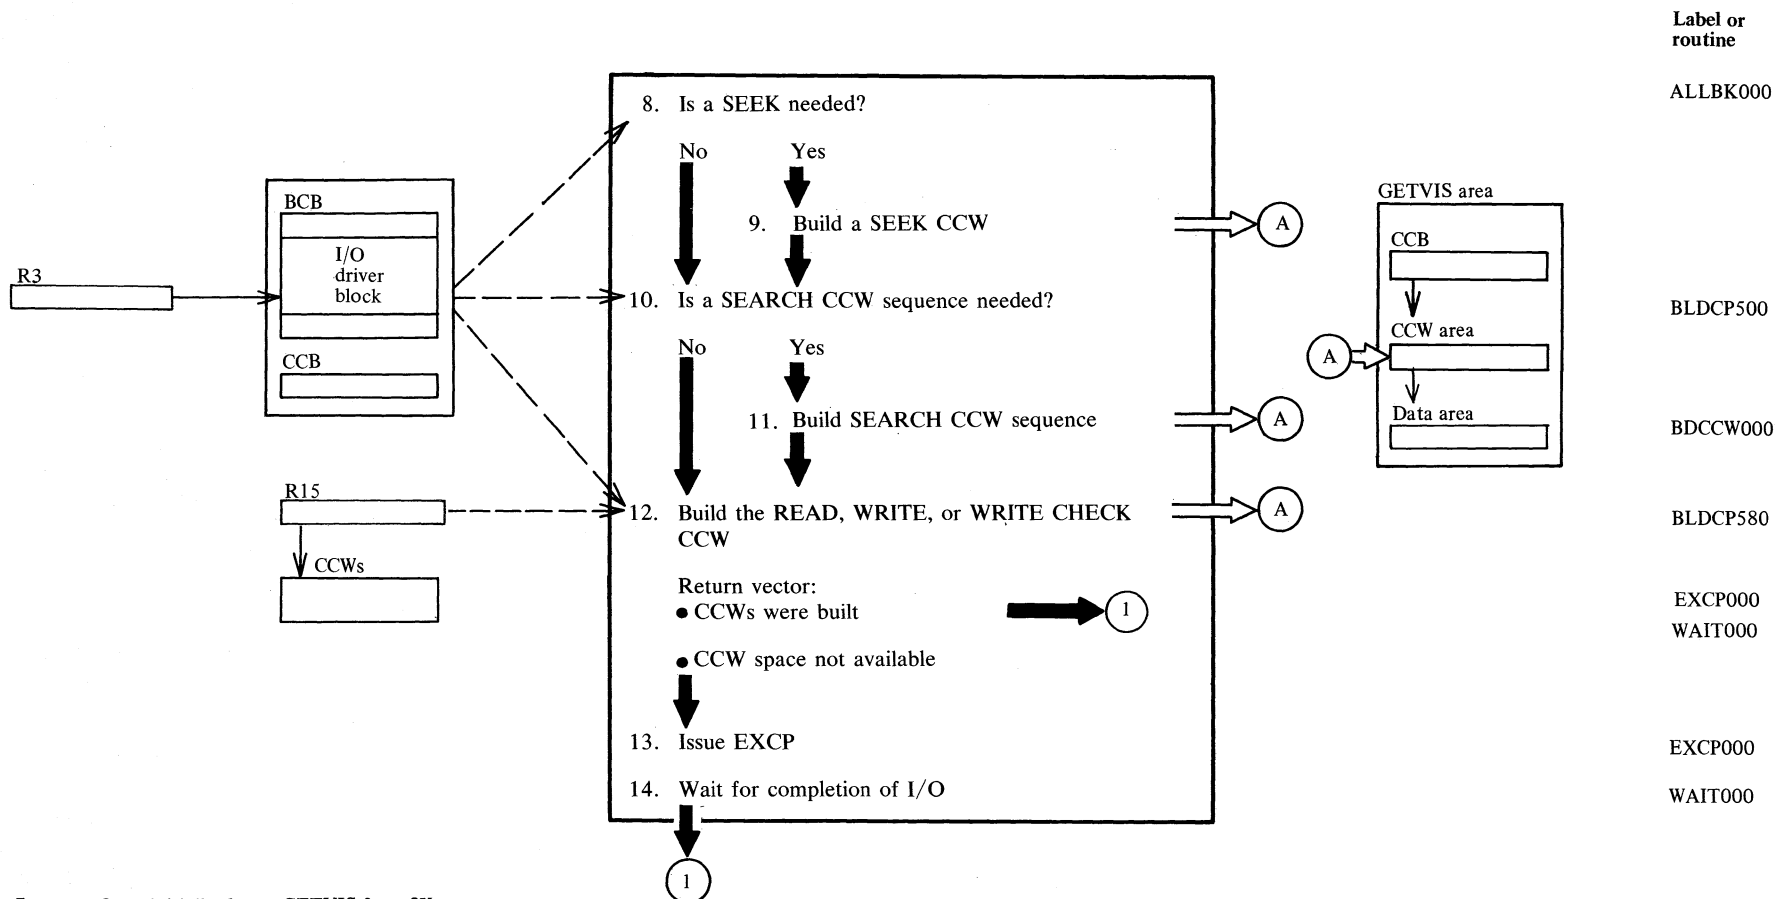 Label or
routine
8. Is a SEEK needed?
ALLBK000
No Yes
BCB
I/O
driver
block
R3
CCB
9. Build a SEEK CCW
A
GETVIS area
CCB
10. Is a SEARCH CCW sequence needed?
BLDCP500
No Yes
A
CCW area
Data area
11. Build SEARCH CCW sequence
A
BDCCW000
R15
CCWs
12. Build the READ, WRITE, or WRITE CHECK
CCW
A
BLDCP580
Return vector:
• CCWs were built
1
EXCP000
WAIT000
• CCW space not available
13. Issue EXCP
EXCP000
14. Wait for completion of I/O
WAIT000
1